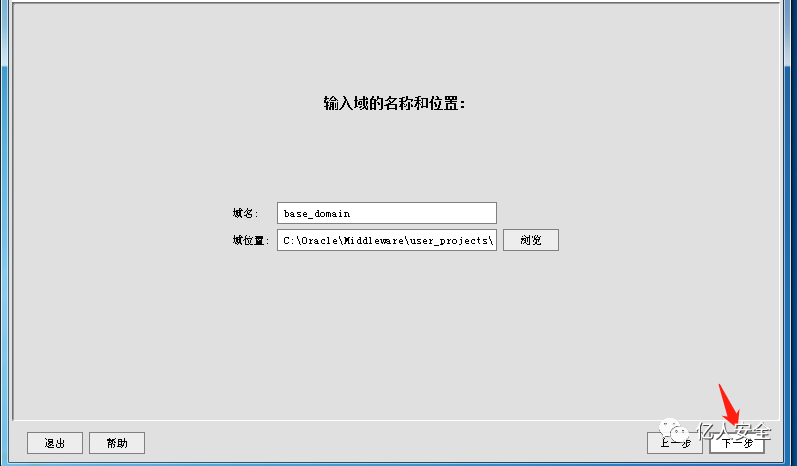 输入域的名称和位置：
域名: base_domain
域位置: C:\Oracle\Middleware\user_projects\ 浏览
退出 帮助 上一步 下一步
亿人安全